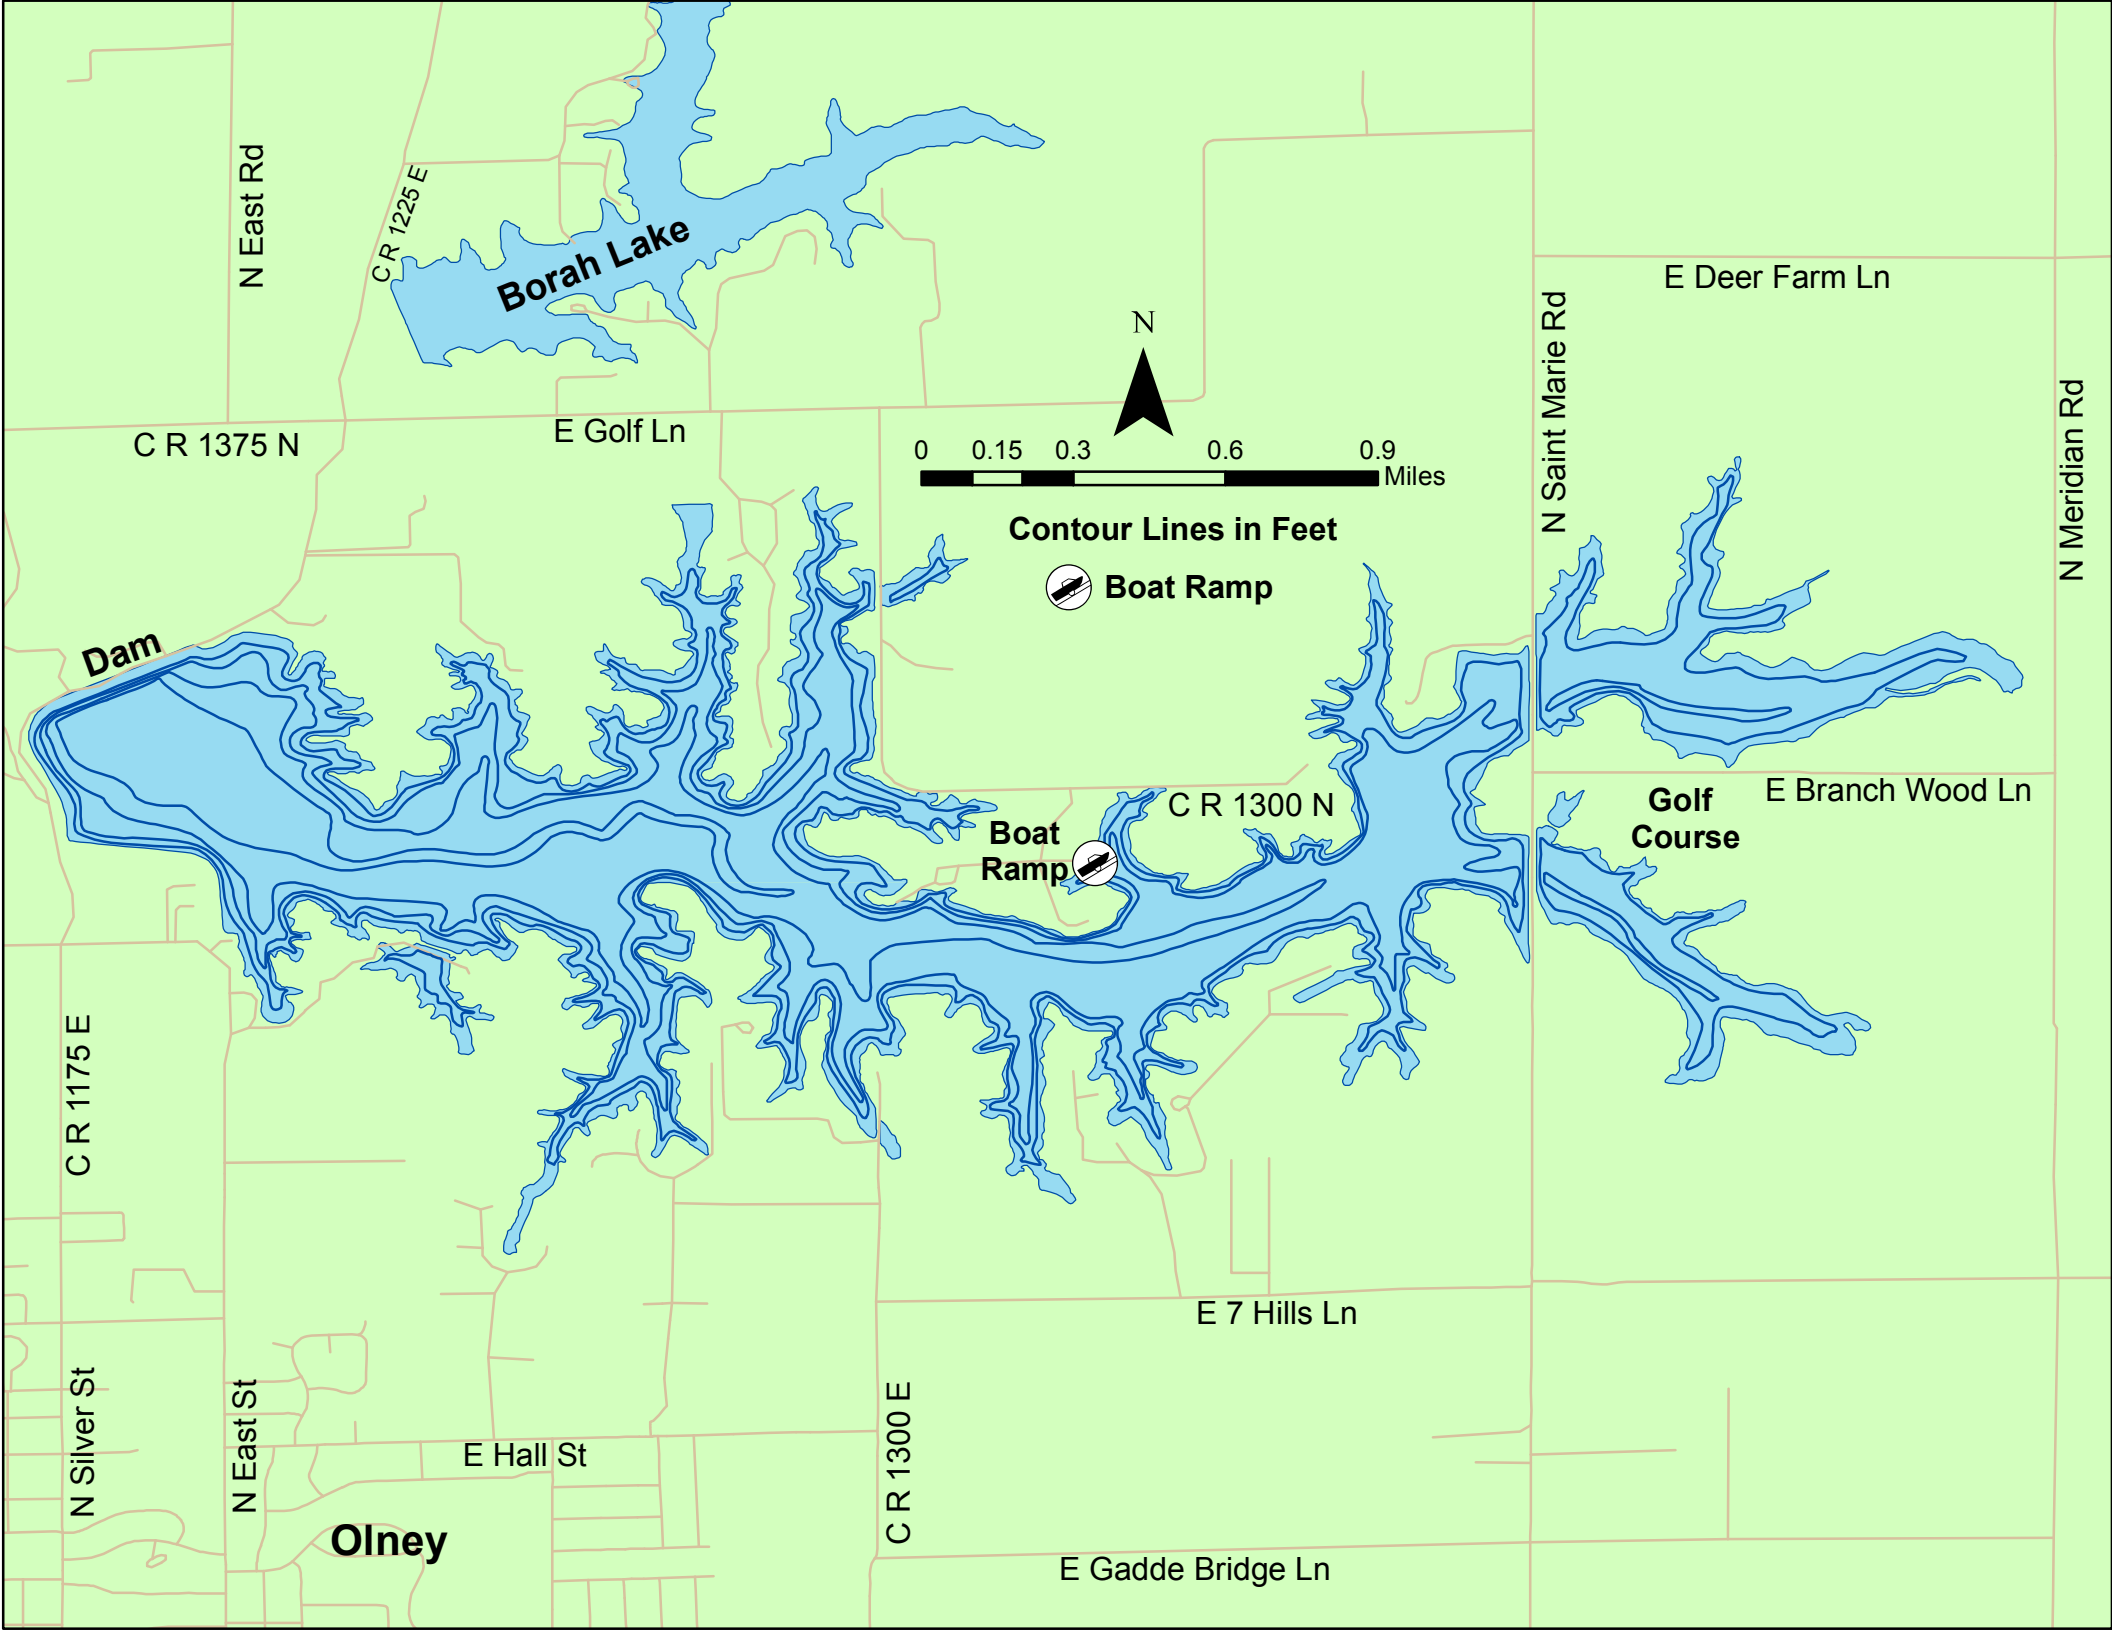 N East Rd
C R 1225 E
Borah Lake
E Deer Farm Ln
N Saint Marie Rd
N Meridian Rd
N
C R 1375 N
E Golf Ln
0 0.15 0.3 0.6 0.9
Miles
Contour Lines in Feet
Boat Ramp
Dam
C R 1300 N
E Branch Wood Ln
Golf
Course
Boat
Ramp
C R 1175 E
E 7 Hills Ln
N Silver St
N East St
C R 1300 E
E Hall St
Olney
E Gadde Bridge Ln